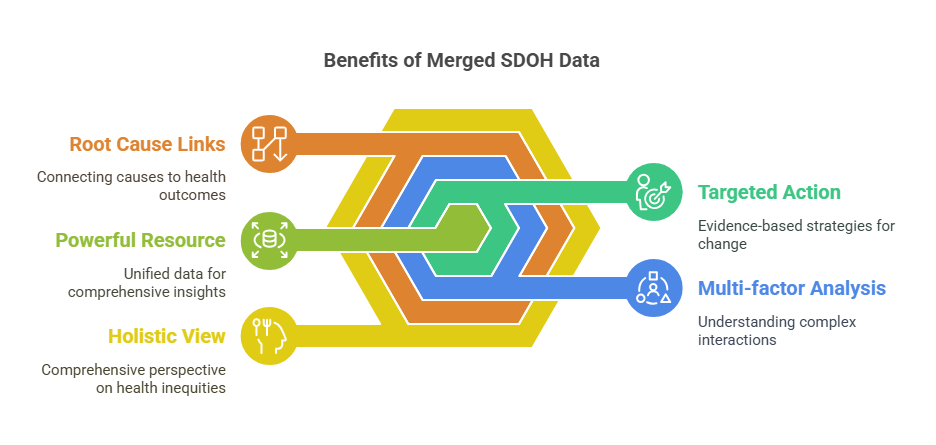 Benefits of Merged SDOH Data
Root Cause Links
Connecting causes to health
outcomes
Powerful Resource
Unified data for
comprehensive insights
Holistic View
Comprehensive perspective
on health inequities
Targeted Action
Evidence-based strategies for
change
Multi-factor Analysis
Understanding complex
interactions